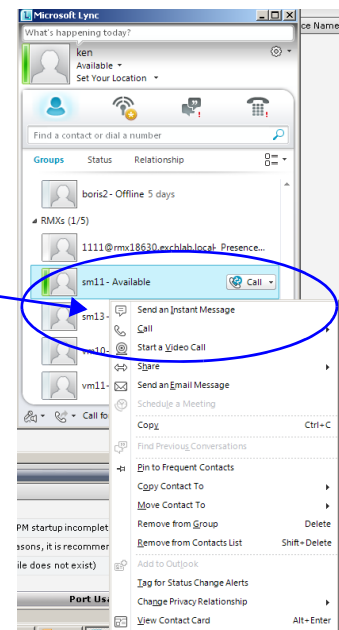 Microsoft Lync
ce Name
What's happening today?
ken
Available
Set Your Location
Find a contact or dial a number
Groups Status Relationship
boris2 - Offline 5 days
RMXs (1/5)
1111@rmx18630.exchlab.local- Presence...
sm11 - Available Call
sm13 -
vm10-
vm11-
Call fo
Send an Instant Message
Call
Start a Video Call
Share
Send an Email Message
Schedule a Meeting
Copy Ctrl+C
Find Previous Conversations
Pin to Frequent Contacts
Copy Contact To
Move Contact To
Remove from Group Delete
Remove from Contacts List Shift+Delete
Add to Outlook
Tag for Status Change Alerts
Change Privacy Relationship
View Contact Card Alt+Enter
PM startup incomplet
asons, it is recommer
ile does not exist)
Port Usa